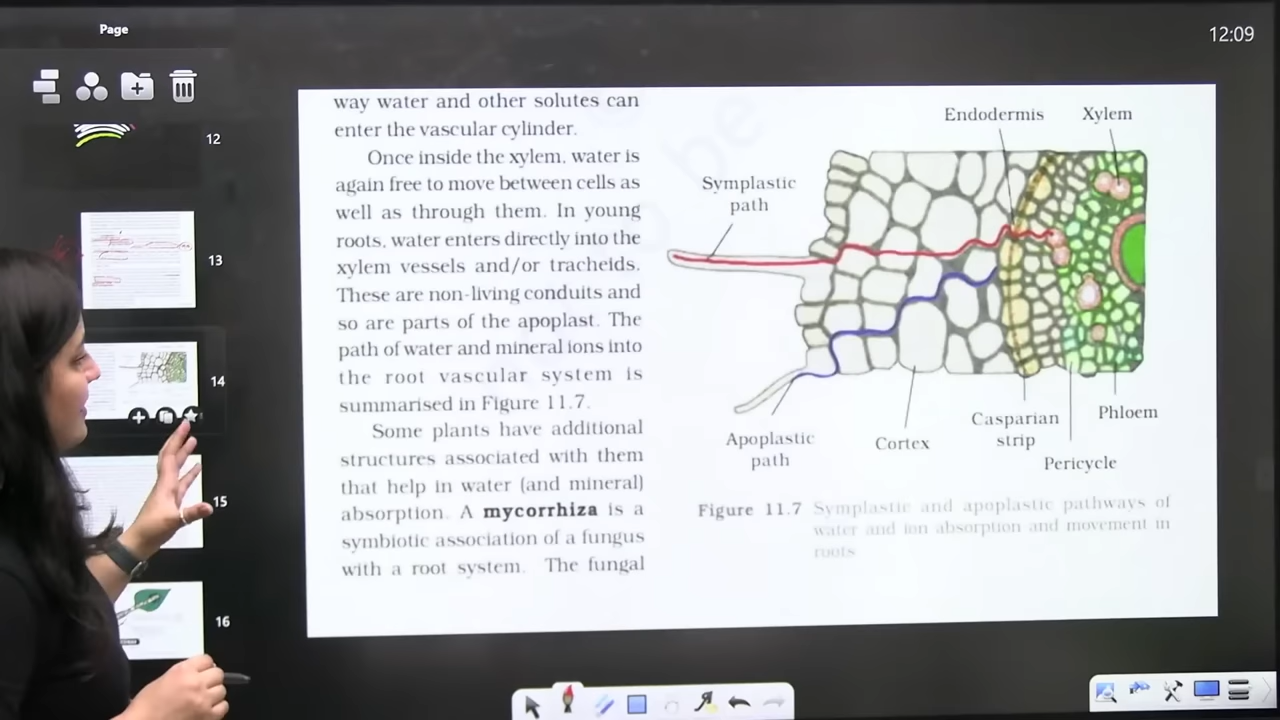 Page
12:09
12
13
14
15
16
way water and other solutes can
enter the vascular cylinder.
Once inside the xylem, water is
again free to move between cells as
well as through them. In young
roots, water enters directly into the
xylem vessels and/or tracheids.
These are non-living conduits and
so are parts of the apoplast. The
path of water and mineral ions into
the root vascular system is
summarised in Figure 11.7.
Some plants have additional
structures associated with them
that help in water (and mineral)
absorption. A mycorrhiza is a
symbiotic association of a fungus
with a root system. The fungal
Endodermis
Xylem
Symplastic
path
Apoplastic
path
Cortex
Casparian
strip
Pericycle
Phloem
Figure 11.7 Symplastic and apoplastic pathways of
water and ion absorption and movement in
roots
be